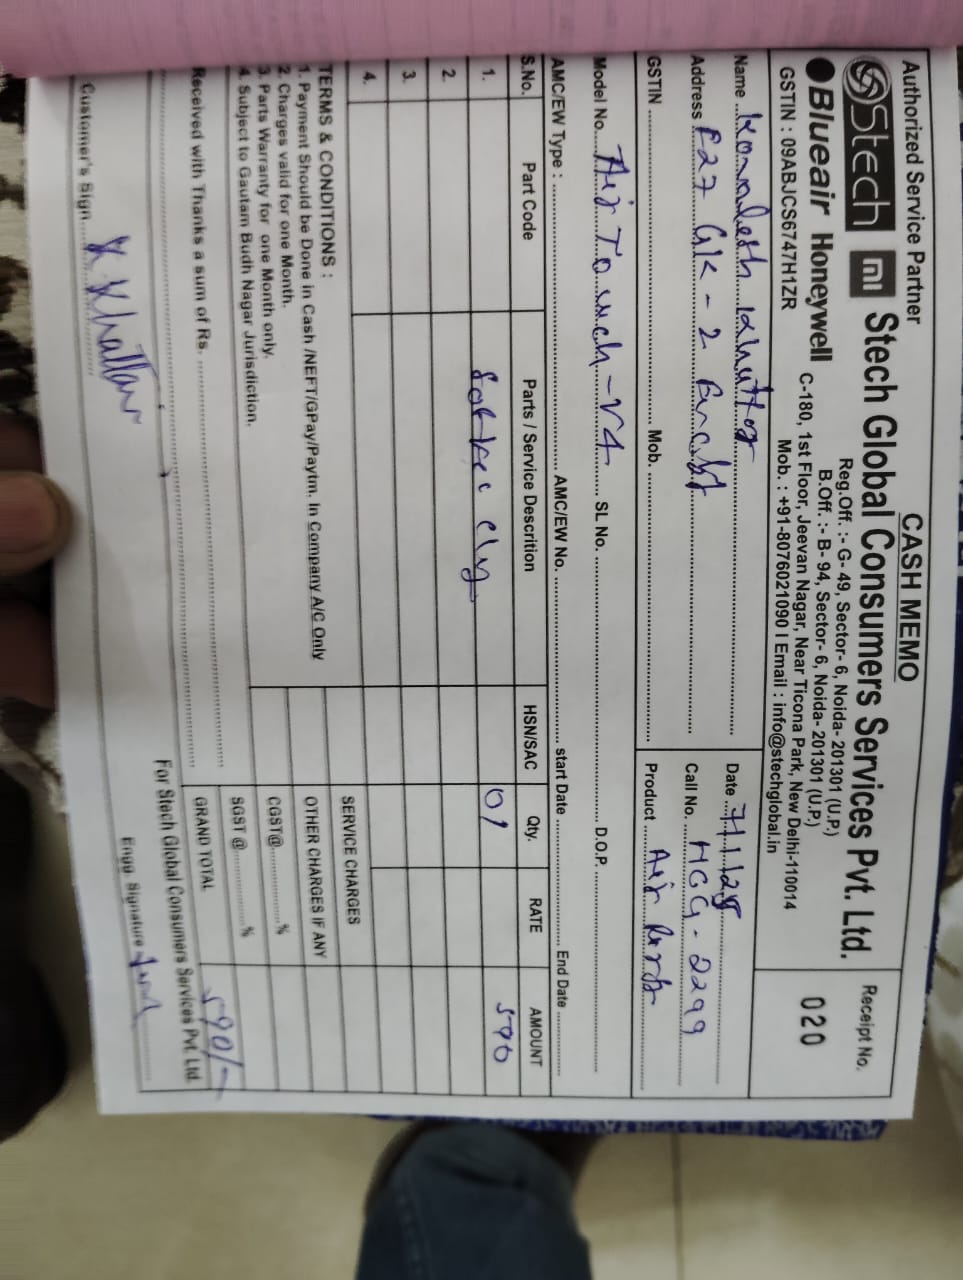 CASH MEMO
Authorized Service Partner
Receipt No.
020
Stech mi Stech Global Consumers Services Pvt. Ltd.
Reg.Off. :- G- 49, Sector- 6, Noida- 201301 (U.P.)
B.Off. :- B- 94, Sector- 6, Noida- 201301 (U.P.)
Blueair Honeywell C-180, 1st Floor, Jeevan Nagar, Near Ticona Park, New Delhi-110014
GSTIN : 09ABJCS6747H1ZR Mob. : +91-8076021090 I Email : info@stechglobal.in
Name Kamalesh Khattar
Date 7/1/25
Address E27 GK-2
Call No. HGG-2299
GSTIN Mob.
Product Air
Model No. Air Touch-V4 SL No. D.O.P.
AMC/EW Type : AMC/EW No. start Date End Date
S.No. Part Code Parts / Service Descrition HSN/SAC Qty. RATE AMOUNT
1. 01 590
2.
3.
4.
TERMS & CONDITIONS :
1. Payment Should be Done in Cash /NEFT/GPay/Paytm. In Company A/C Only
2. Charges valid for one Month.
3. Parts Warranty for one Month only.
4. Subject to Gautam Budh Nagar Jurisdiction.
SERVICE CHARGES
OTHER CHARGES IF ANY
CGST@ %
SGST @ %
GRAND TOTAL 590/-
Received with Thanks a sum of Rs.
For Stech Global Consumers Services Pvt. Ltd.
Customer's Sign Khattar
Engg. Signature